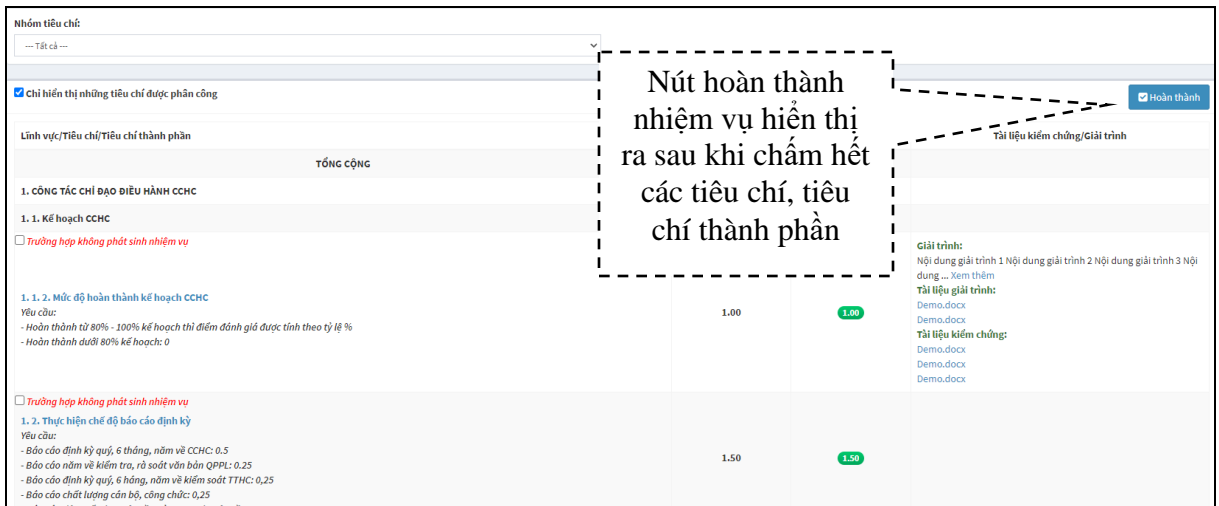 Nhóm tiêu chí:
--- Tất cả ---
Chỉ hiển thị những tiêu chí được phân công
Hoàn thành
Nút hoàn thành
nhiệm vụ hiển thị
ra sau khi chấm hết
các tiêu chí, tiêu
chí thành phần
Lĩnh vực/Tiêu chí/Tiêu chí thành phần
Tài liệu kiểm chứng/Giải trình
TỔNG CỘNG
1. CÔNG TÁC CHỈ ĐẠO ĐIỀU HÀNH CCHC
1. 1. Kế hoạch CCHC
Trường hợp không phát sinh nhiệm vụ
1. 1. 2. Mức độ hoàn thành kế hoạch CCHC
Yêu cầu:
- Hoàn thành từ 80% - 100% kế hoạch thì điểm đánh giá được tính theo tỷ lệ %
- Hoàn thành dưới 80% kế hoạch: 0
1.00
1.00
Giải trình:
Nội dung giải trình 1 Nội dung giải trình 2 Nội dung giải trình 3 Nội
dung ... Xem thêm
Tài liệu giải trình:
Demo.docx
Demo.docx
Tài liệu kiểm chứng:
Demo.docx
Demo.docx
Demo.docx
Trường hợp không phát sinh nhiệm vụ
1. 2. Thực hiện chế độ báo cáo định kỳ
Yêu cầu:
- Báo cáo định kỳ quý, 6 tháng, năm về CCHC: 0.5
- Báo cáo năm về kiểm tra, rà soát văn bản QPPL: 0.25
- Báo cáo định kỳ quý, 6 háng, năm về kiểm soát TTHC: 0,25
- Báo cáo chất lượng cán bộ, công chức: 0,25
1.50
1.50